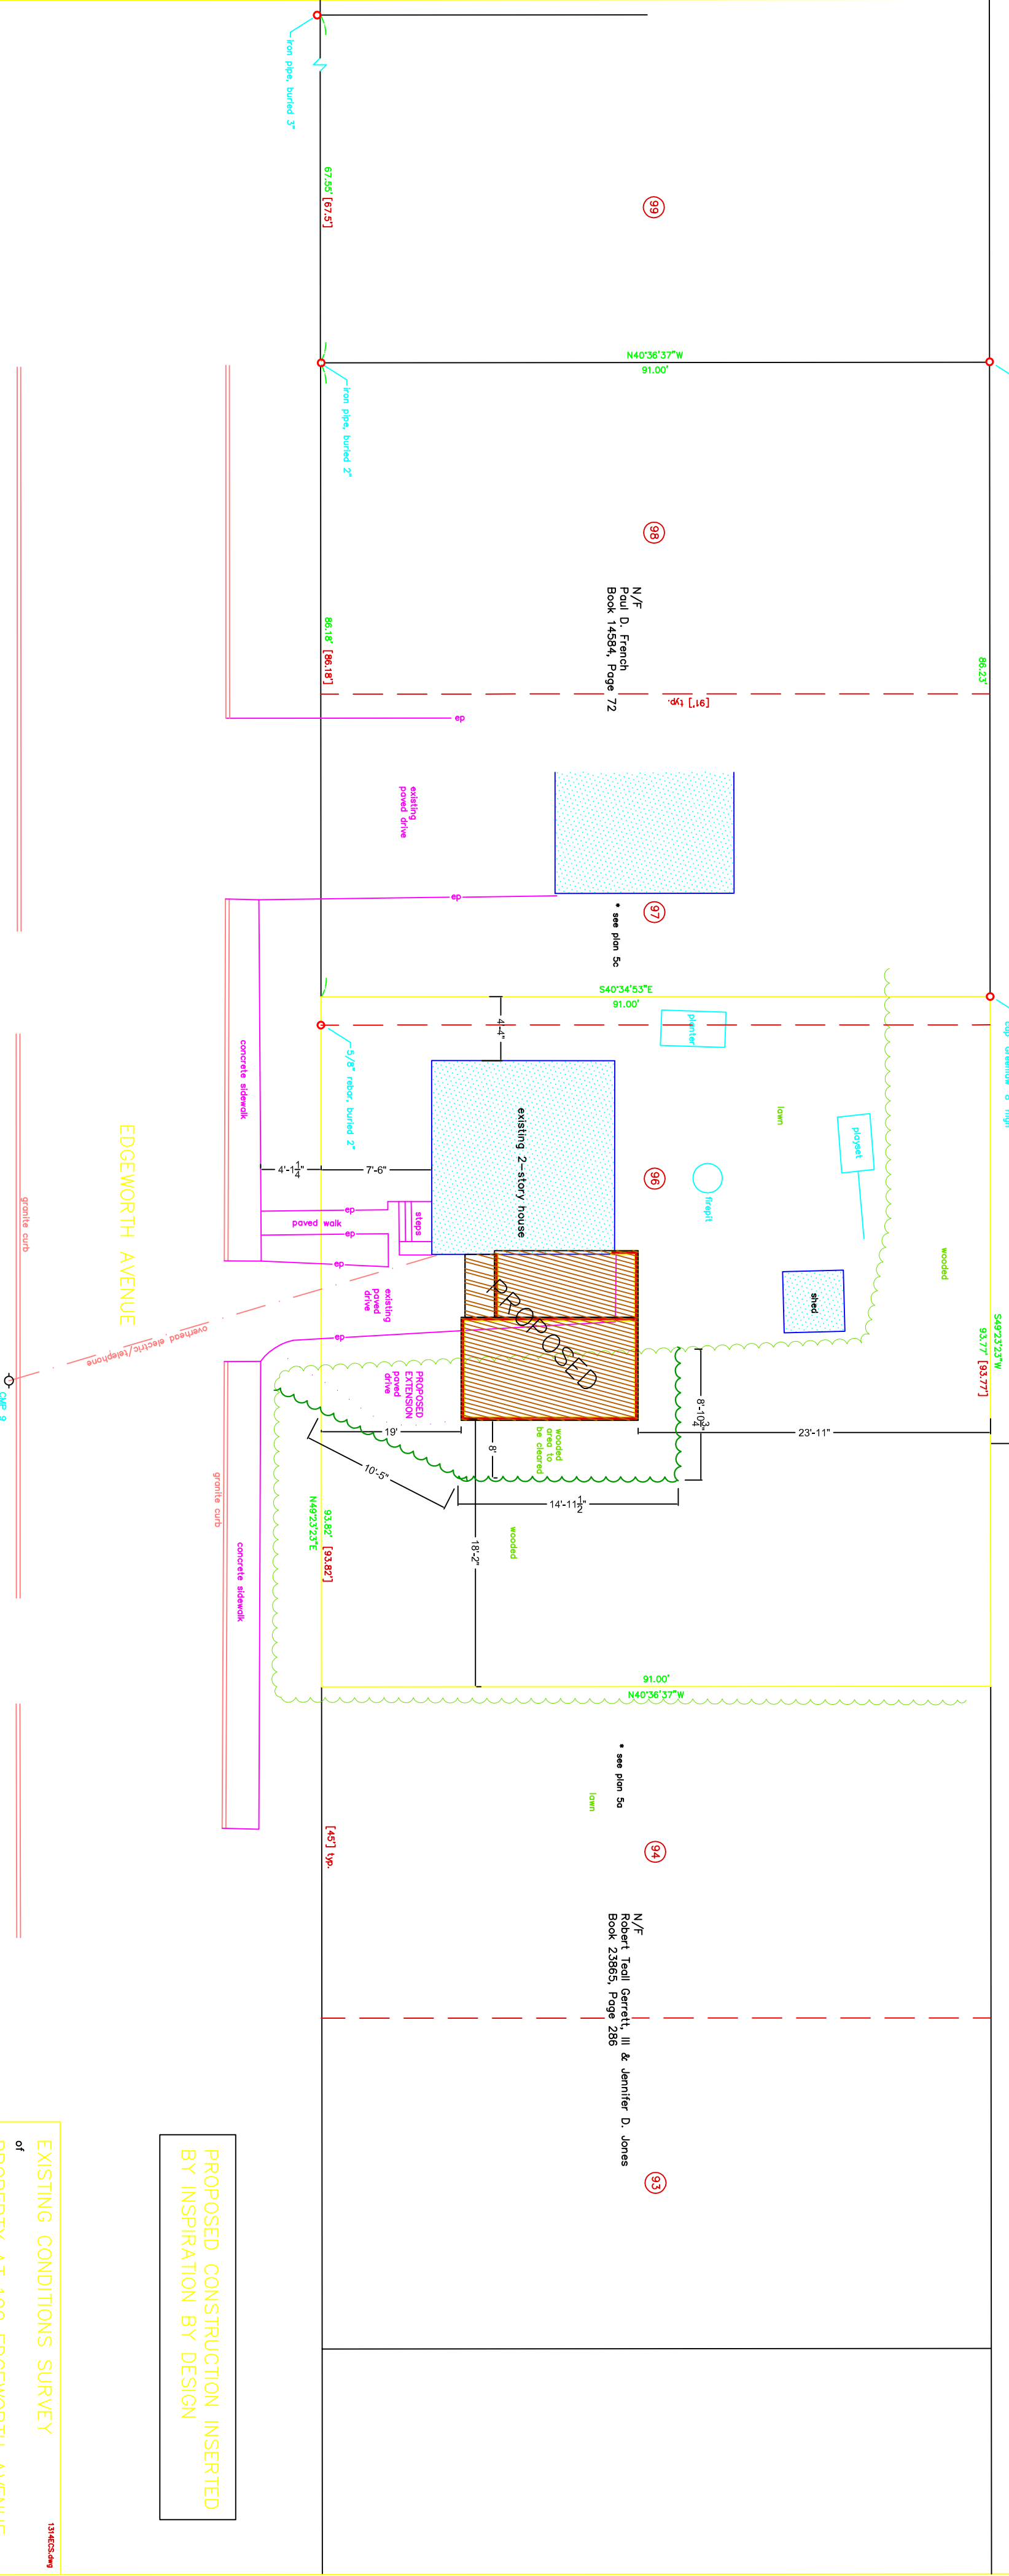 iron pipe, buried 3"
67.55' [67.5']
99
N40°36'37"W
91.00'
iron pipe, buried 2"
98
N/F
Paul D. French
Book 14584, Page 72
86.18' [86.18']
86.23'
[91'] typ.
ep
existing
paved drive
ep
97
* see plan 5c
S40°34'53"E
91.00'
4'-4"
planter
5/8" rebar, buried 2"
concrete sidewalk
lawn
playset
existing 2-story house
96
firepit
4'-1 1/4"
7'-6"
ep
paved walk
ep
steps
wooded
shed
EDGEWORTH AVENUE
granite curb
ep
existing
paved
drive
ep
overhead electric/telephone
PROPOSED
S49°23'23"W
93.77' [93.77']
CMP 9
PROPOSED
EXTENSION
paved
drive
8'-10 3/4"
23'-11"
19'
8'
wooded
area to
be cleared
10'-5"
14'-11 1/2"
granite curb
93.82' [93.82']
N49°23'23"E
18'-2"
wooded
concrete sidewalk
91.00'
N40°36'37"W
* see plan 5a
lawn
[45'] typ.
94
N/F
Robert Teall Gerrett, III & Jennifer D. Jones
Book 23865, Page 286
93
PROPOSED CONSTRUCTION INSERTED
BY INSPIRATION BY DESIGN
EXISTING CONDITIONS SURVEY
of
1314ECS.dwg